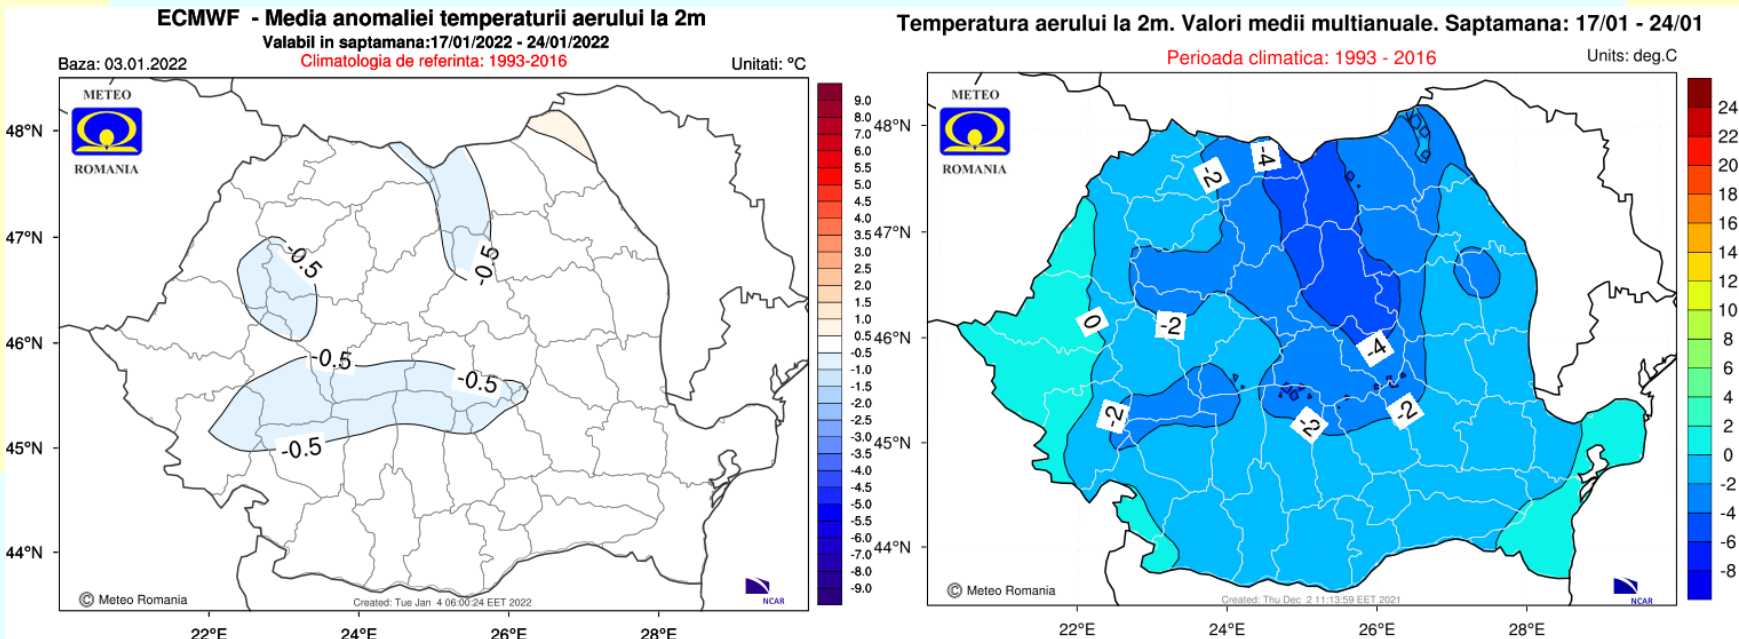 ECMWF - Media anomaliei temperaturii aerului la 2m
Valabil in saptamana:17/01/2022 - 24/01/2022
Baza: 03.01.2022
Climatologia de referinta: 1993-2016
Unitati: °C
METEO
ROMANIA
48°N
47°N
46°N
45°N
44°N
-0.5
-0.5
-0.5
-0.5
-0.5
9.0
8.0
7.0
6.0
5.5
5.0
4.5
4.0
3.5
3.0
2.5
2.0
1.5
1.0
0.5
-0.5
-1.0
-1.5
-2.0
-2.5
-3.0
-3.5
-4.0
-4.5
-5.0
-5.5
-6.0
-7.0
-8.0
-9.0
© Meteo Romania
Created: Tue Jan 4 06:00:24 EET 2022
NCAR
22°E
24°E
26°E
28°E
Temperatura aerului la 2m. Valori medii multianuale. Saptamana: 17/01 - 24/01
Perioada climatica: 1993 - 2016
Units: deg.C
METEO
ROMANIA
48°N
47°N
46°N
45°N
44°N
-2
-4
0
-2
-4
-2
-2
-2
24
22
20
18
16
14
12
10
8
6
4
2
0
-2
-4
-6
-8
© Meteo Romania
Created: Thu Dec 2 11:13:59 EET 2021
NCAR
22°E
24°E
26°E
28°E